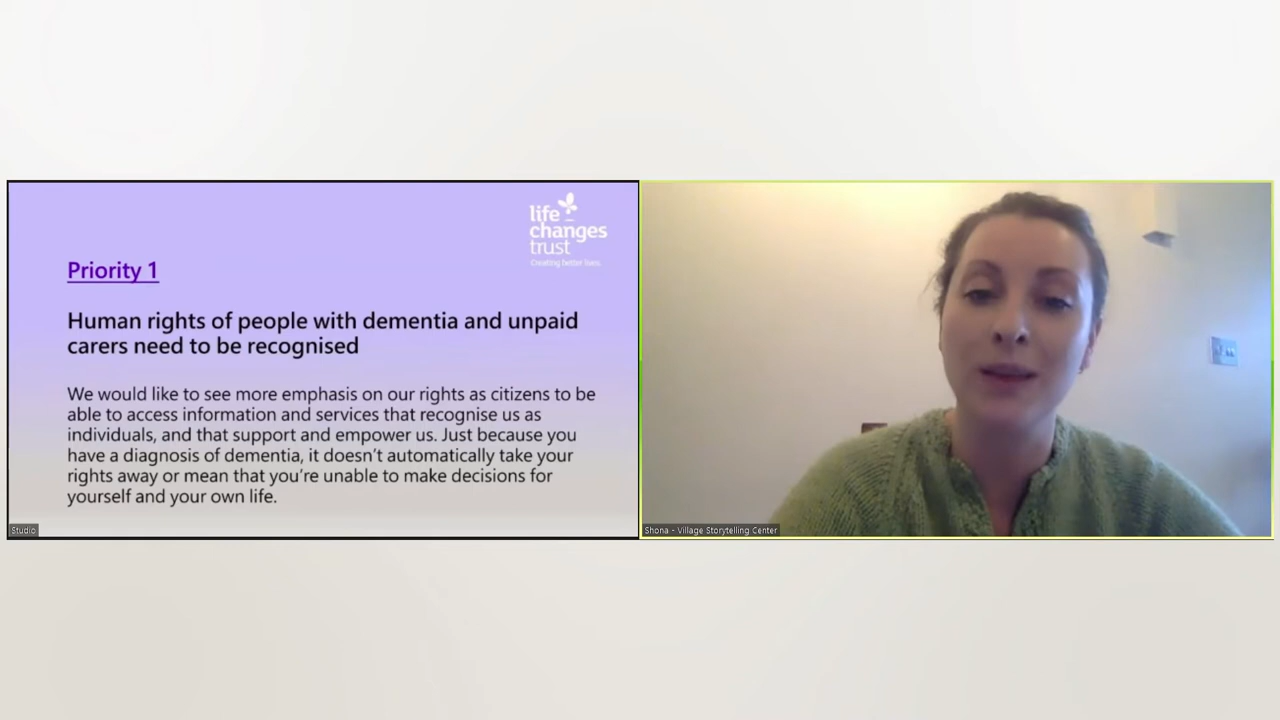 life
changes
trust
Creating better lives.
Priority 1
Human rights of people with dementia and unpaid
carers need to be recognised
We would like to see more emphasis on our rights as citizens to be
able to access information and services that recognise us as
individuals, and that support and empower us. Just because you
have a diagnosis of dementia, it doesn't automatically take your
rights away or mean that you're unable to make decisions for
yourself and your own life.
Studio
Shona - Village Storytelling Center